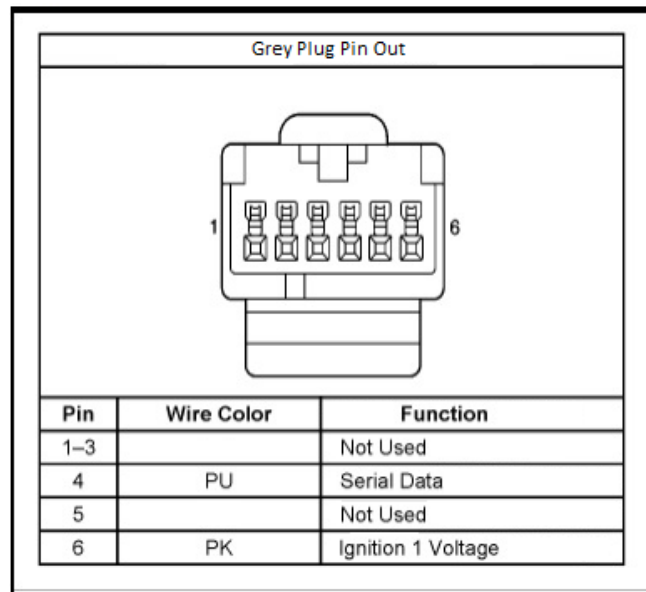 Grey Plug Pin Out
1 6
Pin Wire Color Function
1–3 Not Used
4 PU Serial Data
5 Not Used
6 PK Ignition 1 Voltage